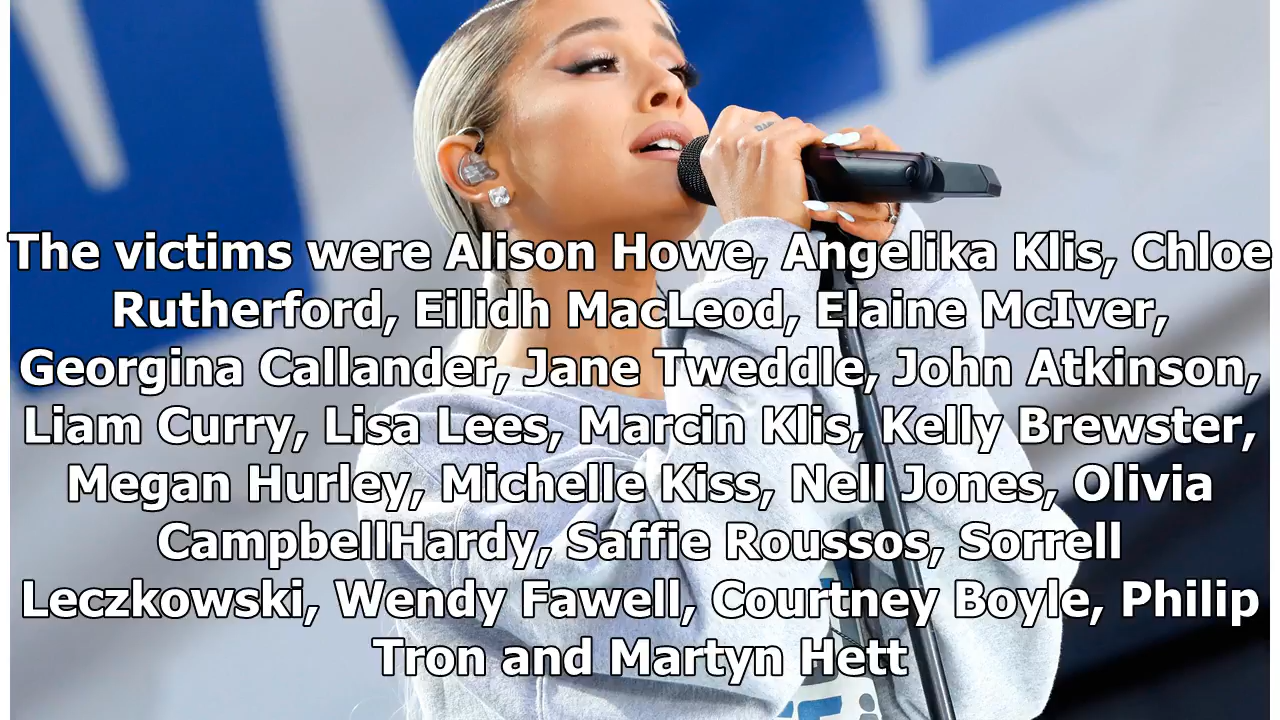 The victims were Alison Howe, Angelika Klis, Chloe
Rutherford, Eilidh MacLeod, Elaine McIver,
Georgina Callander, Jane Tweddle, John Atkinson,
Liam Curry, Lisa Lees, Marcin Klis, Kelly Brewster,
Megan Hurley, Michelle Kiss, Nell Jones, Olivia
CampbellHardy, Saffie Roussos, Sorrell
Leczkowski, Wendy Fawell, Courtney Boyle, Philip
Tron and Martyn Hett